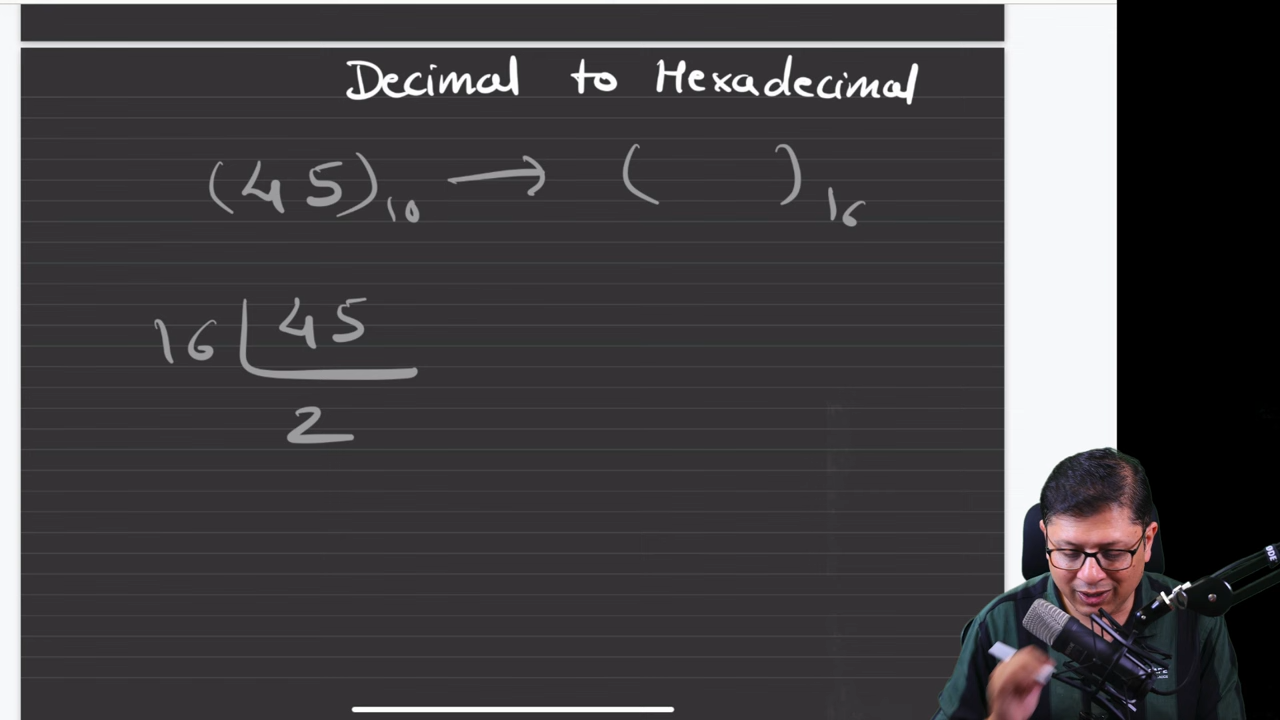 Decimal to Hexadecimal
(45)10 → (   )16
16 45
2